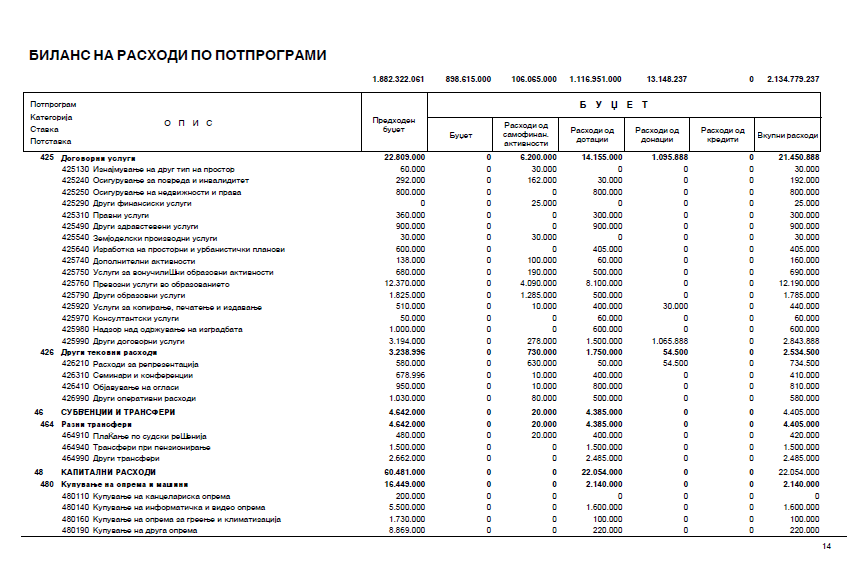 БИЛАНС НА РАСХОДИ ПО ПОТПРОГРАМИ
1.882.322.061 898.615.000 106.065.000 1.116.951.000 13.148.237 0 2.134.779.237
Потпрограм
Категорија
Ставка
Потставка
О П И С
Предходен буџет
Б У Џ Е Т
Буџет
Расходи од самофинан. активности
Расходи од дотации
Расходи од донации
Расходи од кредити
Вкупни расходи
425 Договорни услуги 22.809.000 0 6.200.000 14.155.000 1.095.888 0 21.450.888
425130 Изнајмување на друг тип на простор 60.000 0 30.000 0 0 0 30.000
425240 Осигурување за повреда и инвалидитет 292.000 0 162.000 30.000 0 0 192.000
425250 Осигурување на недвижности и права 800.000 0 0 800.000 0 0 800.000
425290 Други финансиски услуги 0 0 25.000 0 0 0 25.000
425310 Правни услуги 360.000 0 0 300.000 0 0 300.000
425490 Други здравствени услуги 900.000 0 0 900.000 0 0 900.000
425540 Земјоделски производни услуги 30.000 0 30.000 0 0 0 30.000
425640 Изработка на просторни и урбанистички планови 600.000 0 0 405.000 0 0 405.000
425740 Дополнителни активности 138.000 0 100.000 60.000 0 0 160.000
425750 Услуги за вонучилиШни образовни активности 680.000 0 190.000 500.000 0 0 690.000
425760 Превозни услуги во образованието 12.370.000 0 4.090.000 8.100.000 0 0 12.190.000
425790 Други образовни услуги 1.825.000 0 1.285.000 500.000 0 0 1.785.000
425920 Услуги за копирање, печатење и издавање 510.000 0 10.000 400.000 30.000 0 440.000
425970 Консултантски услуги 50.000 0 0 60.000 0 0 60.000
425980 Надзор над одржување на изградбата 1.000.000 0 0 600.000 0 0 600.000
425990 Други договорни услуги 3.194.000 0 278.000 1.500.000 1.065.888 0 2.843.888
426 Други тековни расходи 3.238.996 0 730.000 1.750.000 54.500 0 2.534.500
426210 Расходи за репрезентација 580.000 0 630.000 50.000 54.500 0 734.500
426310 Семинари и конференции 678.996 0 10.000 400.000 0 0 410.000
426410 Објавување на огласи 950.000 0 10.000 800.000 0 0 810.000
426990 Други оперативни расходи 1.030.000 0 80.000 500.000 0 0 580.000
46 СУБВЕНЦИИ И ТРАНСФЕРИ 4.642.000 0 20.000 4.385.000 0 0 4.405.000
464 Разни трансфери 4.642.000 0 20.000 4.385.000 0 0 4.405.000
464910 ПлаКање по судски реШенија 480.000 0 20.000 400.000 0 0 420.000
464940 Трансфери при пензионирање 1.500.000 0 0 1.500.000 0 0 1.500.000
464990 Други трансфери 2.662.000 0 0 2.485.000 0 0 2.485.000
48 КАПИТАЛНИ РАСХОДИ 60.481.000 0 0 22.054.000 0 0 22.054.000
480 Купување на опрема и машини 16.449.000 0 0 2.140.000 0 0 2.140.000
480110 Купување на канцелариска опрема 200.000 0 0 0 0 0 0
480140 Купување на информатичка и видео опрема 5.500.000 0 0 1.600.000 0 0 1.600.000
480160 Купување на опрема за греење и климатизација 1.730.000 0 0 100.000 0 0 100.000
480190 Купување на друга опрема 8.869.000 0 0 220.000 0 0 220.000
14